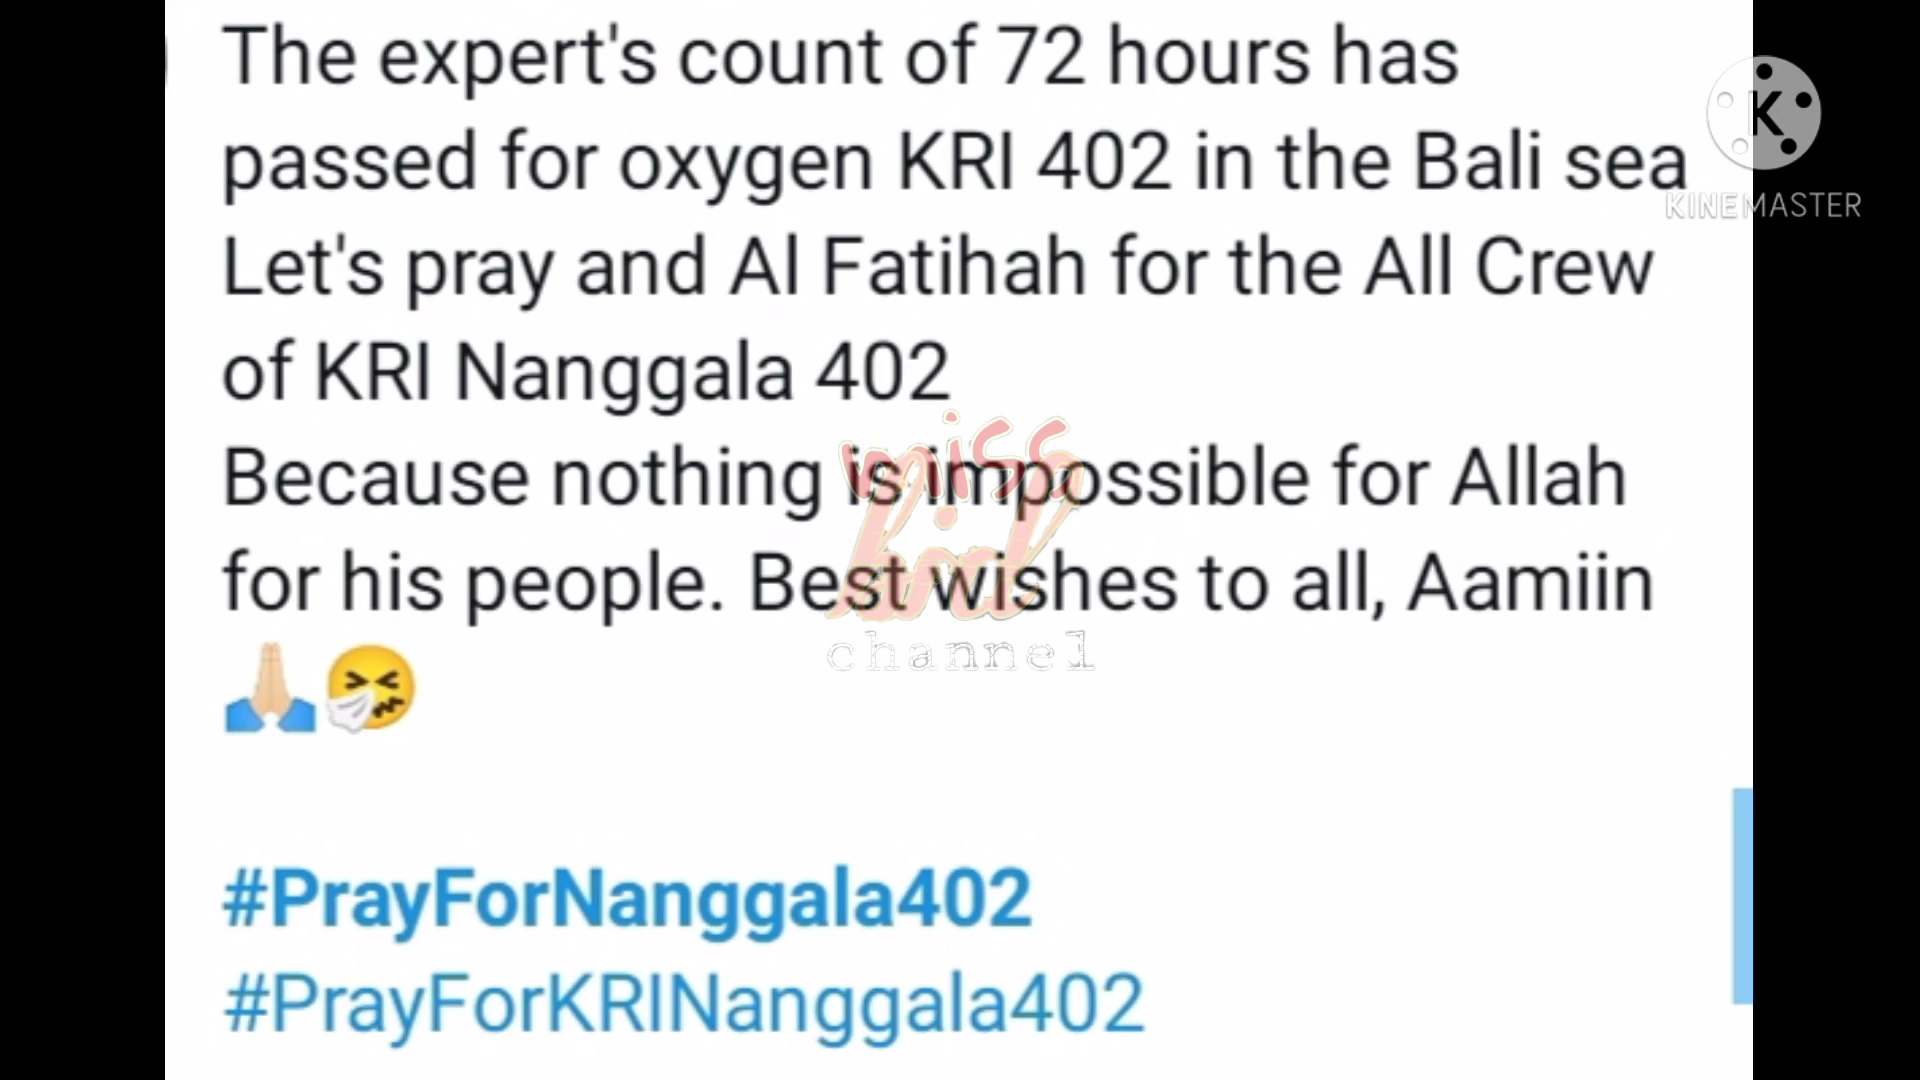 The expert's count of 72 hours has
passed for oxygen KRI 402 in the Bali sea
Let's pray and Al Fatihah for the All Crew
of KRI Nanggala 402
Because nothing is impossible for Allah
for his people. Best wishes to all, Aamiin
🙏🏻🤧
#PrayForNanggala402
#PrayForKRINanggala402
K
KINEMASTER
miss
channel